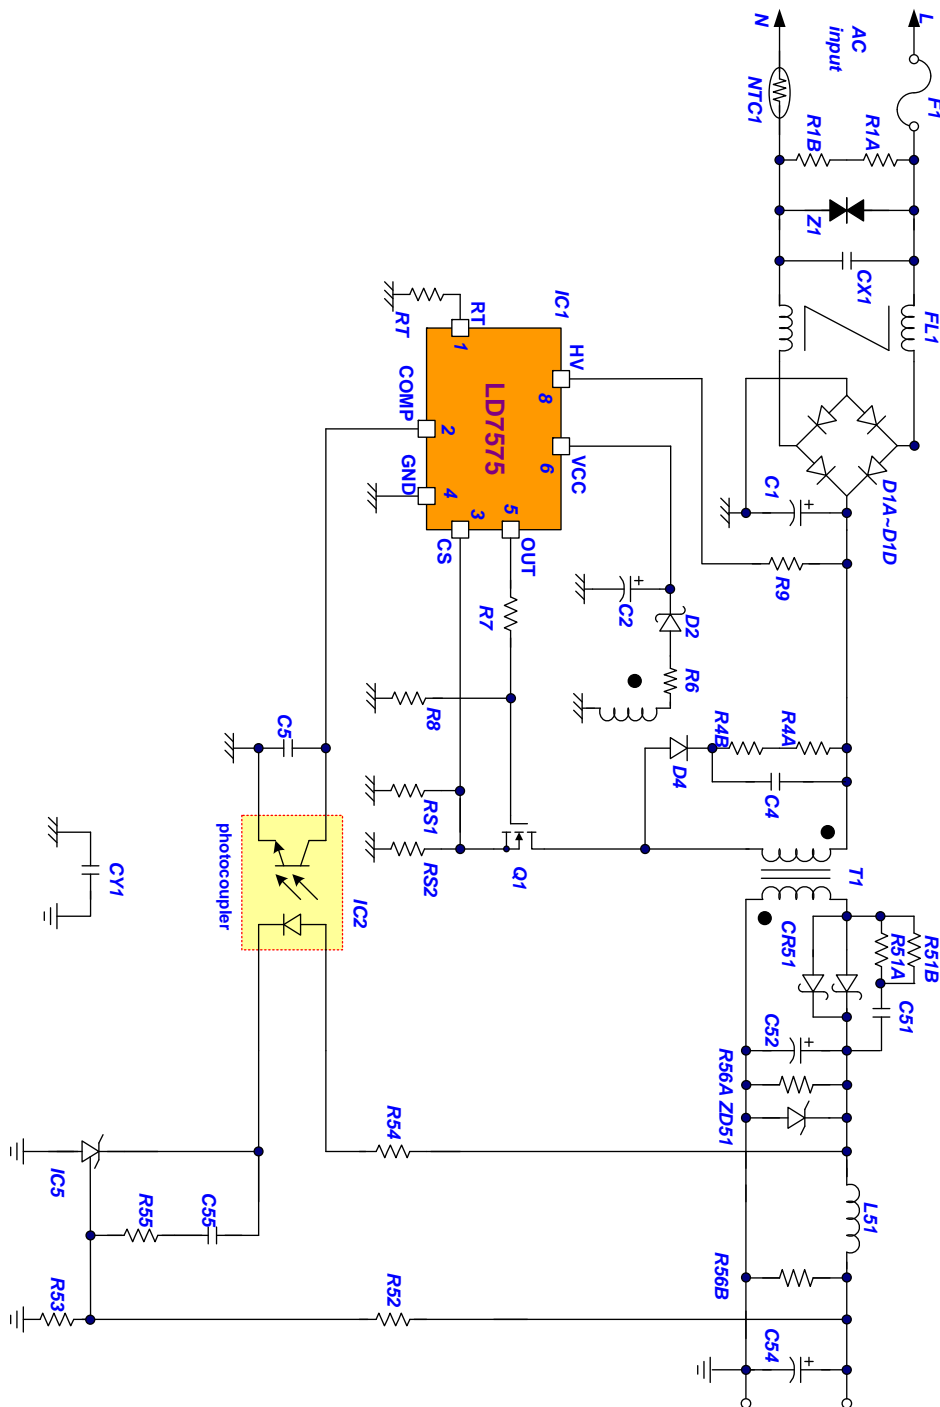 AC
input
L
N
F1
NTC1
R1A
R1B
Z1
CX1
FL1
D1A~D1D
C1
R9
R4A
R4B
C4
D4
T1
CR51
R51A
R51B
C51
C52
R56A
ZD51
L51
R56B
C54
IC1
LD7575
HV
8
VCC
6
RT
1
RT
COMP
2
GND
4
CS
3
OUT
5
D2
C2
R6
R7
R8
Q1
RS1
RS2
C5
IC2
photocoupler
CY1
R54
R52
IC5
R55
C55
R53